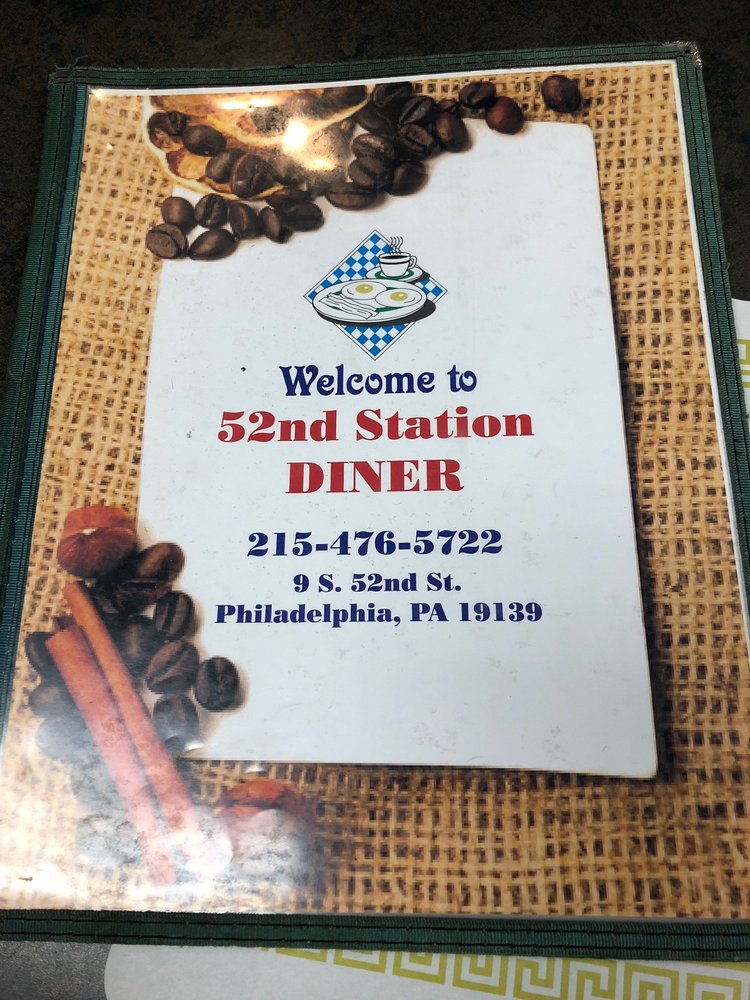 Welcome to
52nd Station
DINER
215-476-5722
9 S. 52nd St.
Philadelphia, PA 19139